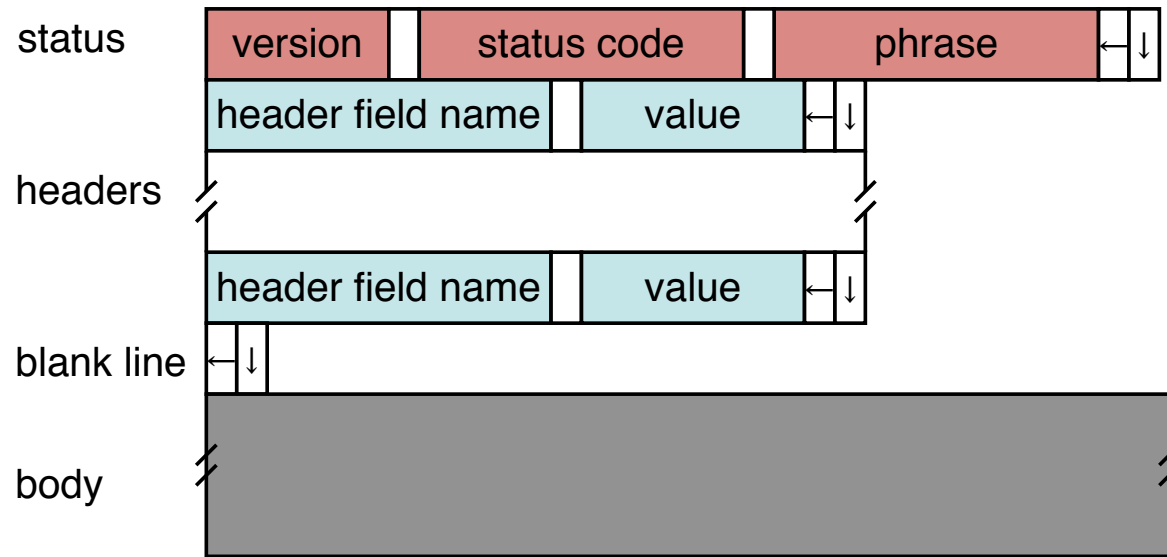 status version status code phrase ← ↓
header field name value ← ↓
headers
header field name value ← ↓
blank line ← ↓
body